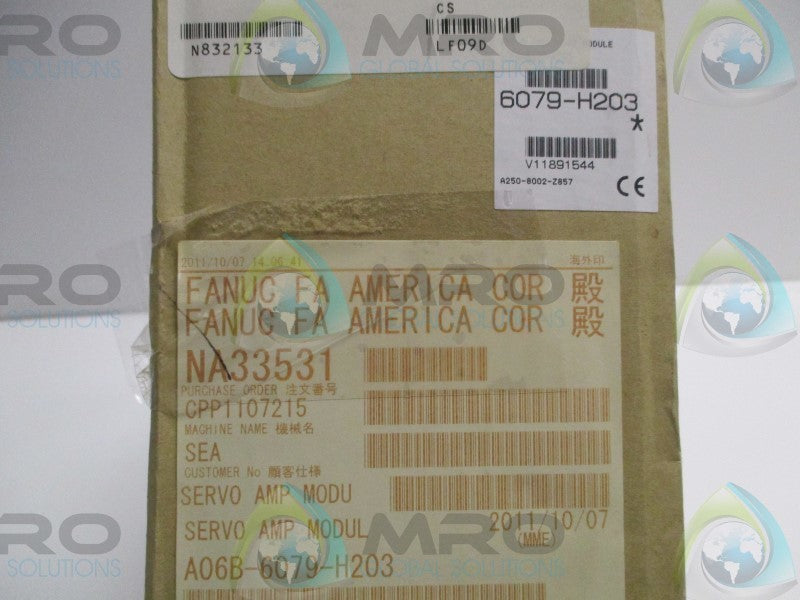 CS
N832133
LF09D
ODULE
6079-H203
*
V11891544
A250-8002-Z857
CE
2011/10/07 14.06.41 海外印
FANUC FA AMERICA COR 殿
FANUC FA AMERICA COR 殿
NA33531
PURCHASE ORDER 注文番号
CPP1107215
MACHINE NAME 機械名
SEA
CUSTOMER No 顧客仕様
SERVO AMP MODU
SERVO AMP MODUL
2011/10/07
(MME)
A06B-6079-H203
MRO
GLOBAL SOLUTIONS